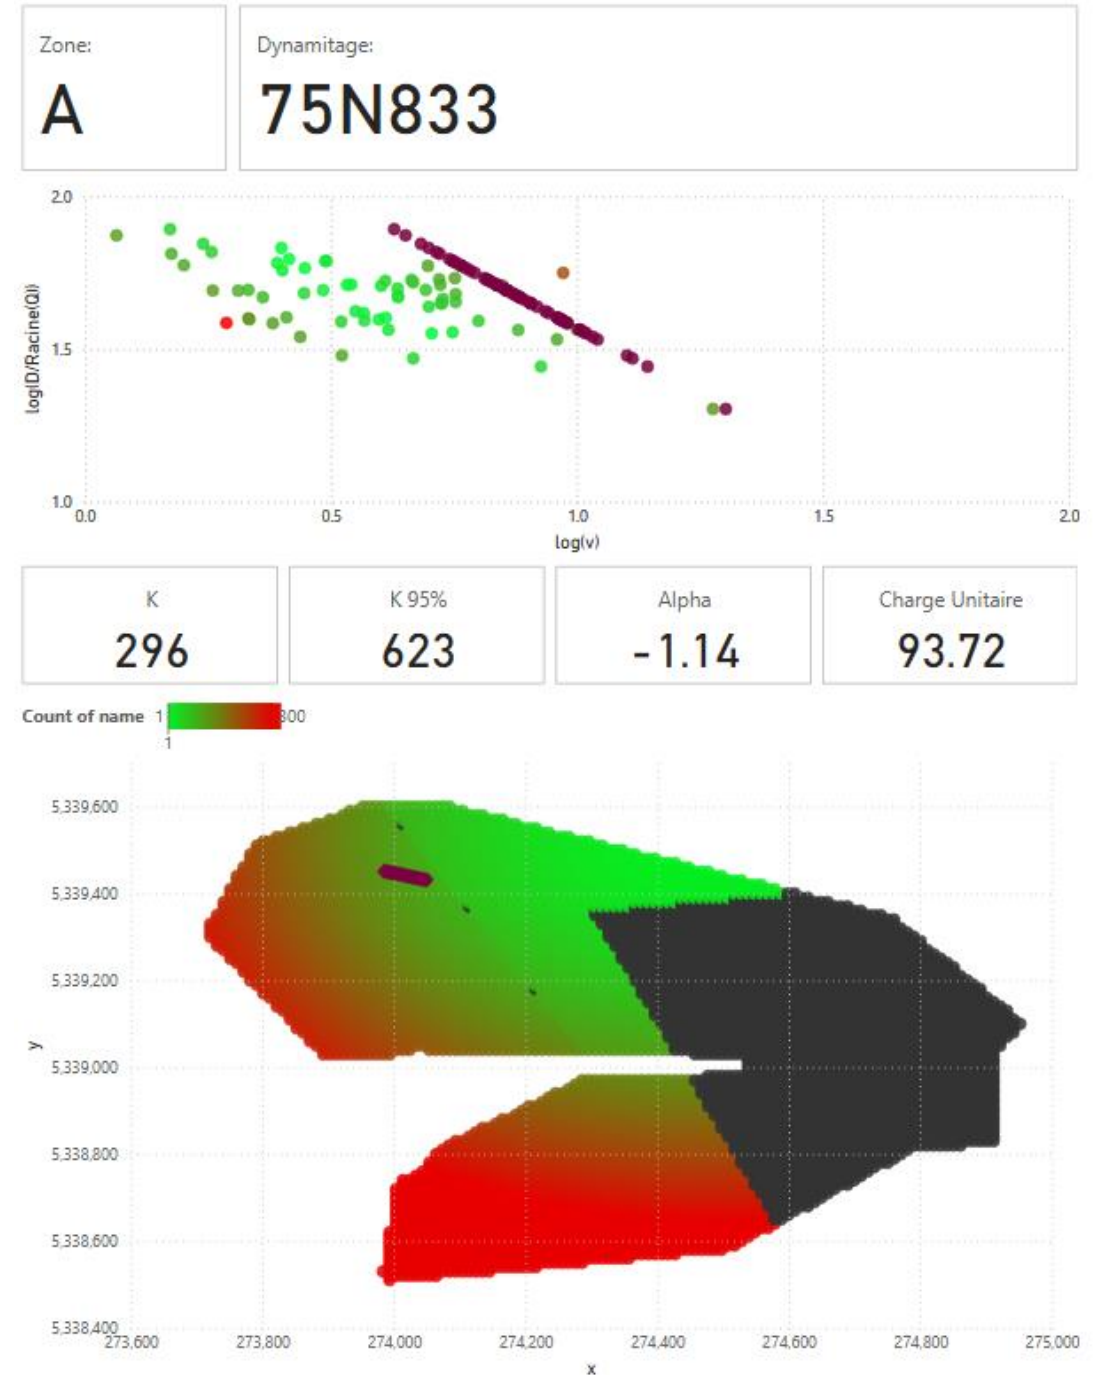 Zone:
A
Dynamitage:
75N833
2.0
1.5
1.0
log(D/Racine(Q))
0.0 0.5 1.0 1.5 2.0
log(v)
K
296
K 95%
623
Alpha
-1.14
Charge Unitaire
93.72
Count of name 1 300
1
5,339,600
5,339,400
5,339,200
5,339,000
5,338,800
5,338,600
5,338,400
y
273,600 273,800 274,000 274,200 274,400 274,600 274,800 275,000
x